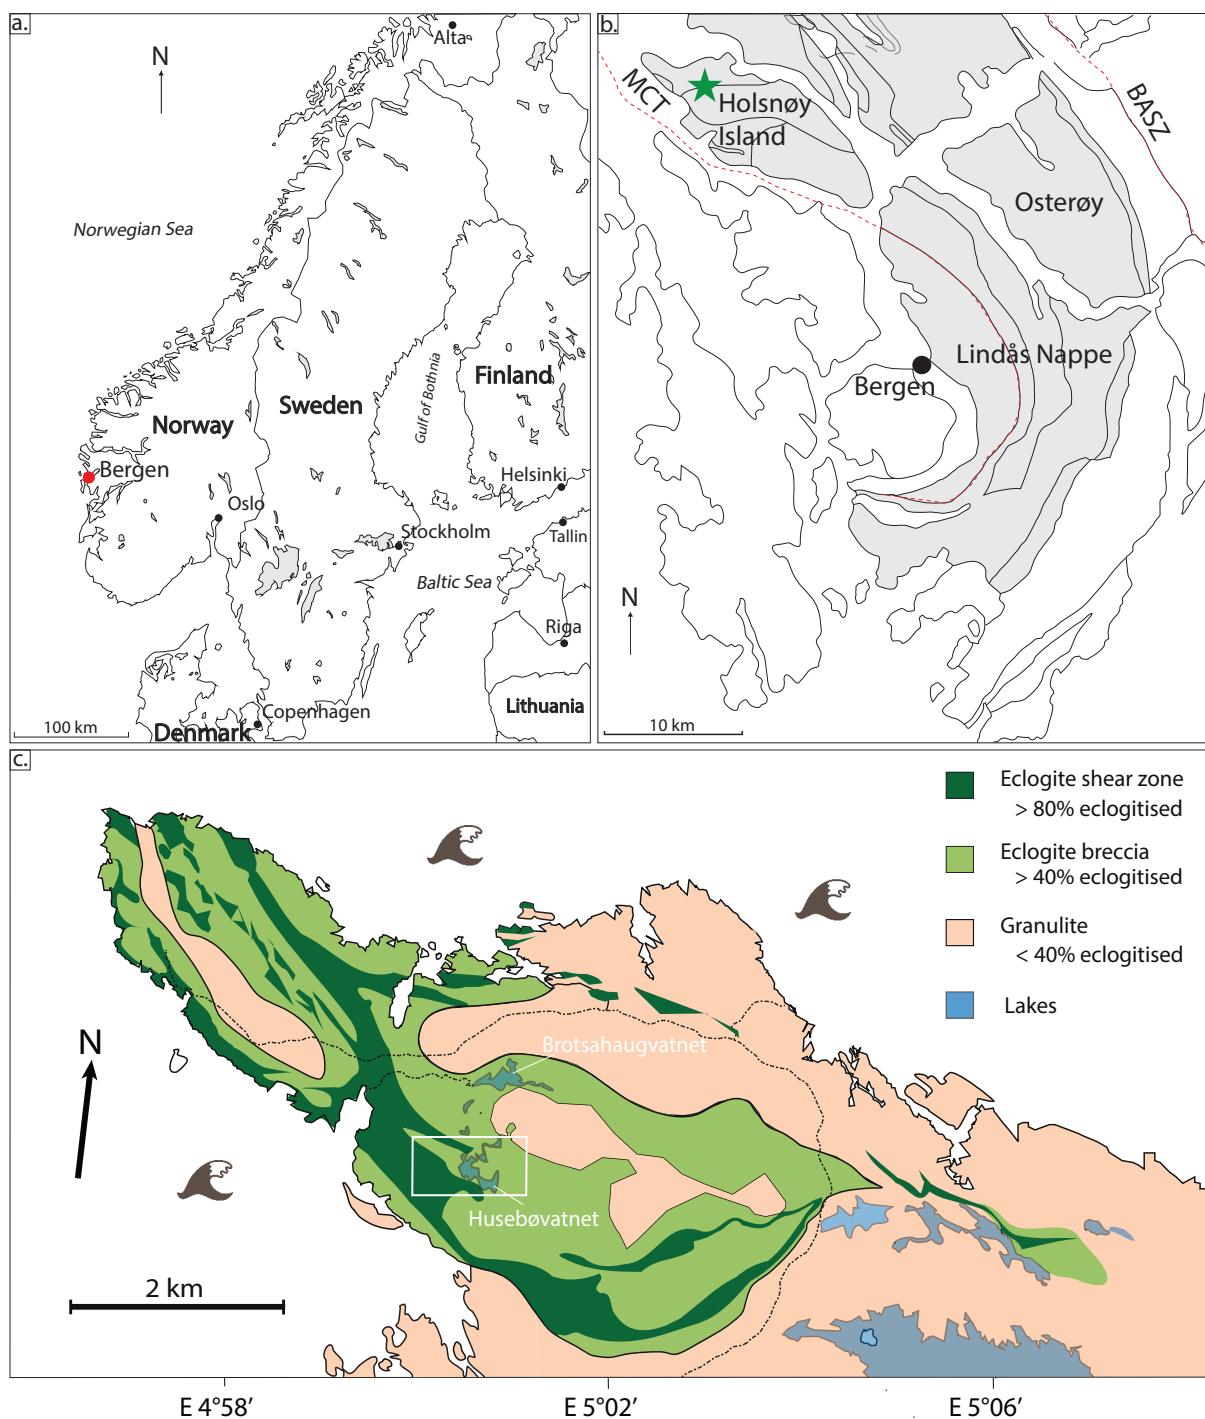 a.
N
Alta
Norwegian Sea
Gulf of Bothnia
Finland
Sweden
Norway
Bergen
Helsinki
Oslo
Stockholm
Tallin
Baltic Sea
Riga
Lithuania
Copenhagen
Denmark
100 km
b.
MCT
Holsnøy
Island
BASZ
Osterøy
Lindås Nappe
Bergen
N
10 km
c.
Eclogite shear zone
> 80% eclogitised
Eclogite breccia
> 40% eclogitised
Granulite
< 40% eclogitised
Lakes
N
Brotsahaugvatnet
Husebøvatnet
2 km
E 4°58’
E 5°02’
E 5°06’